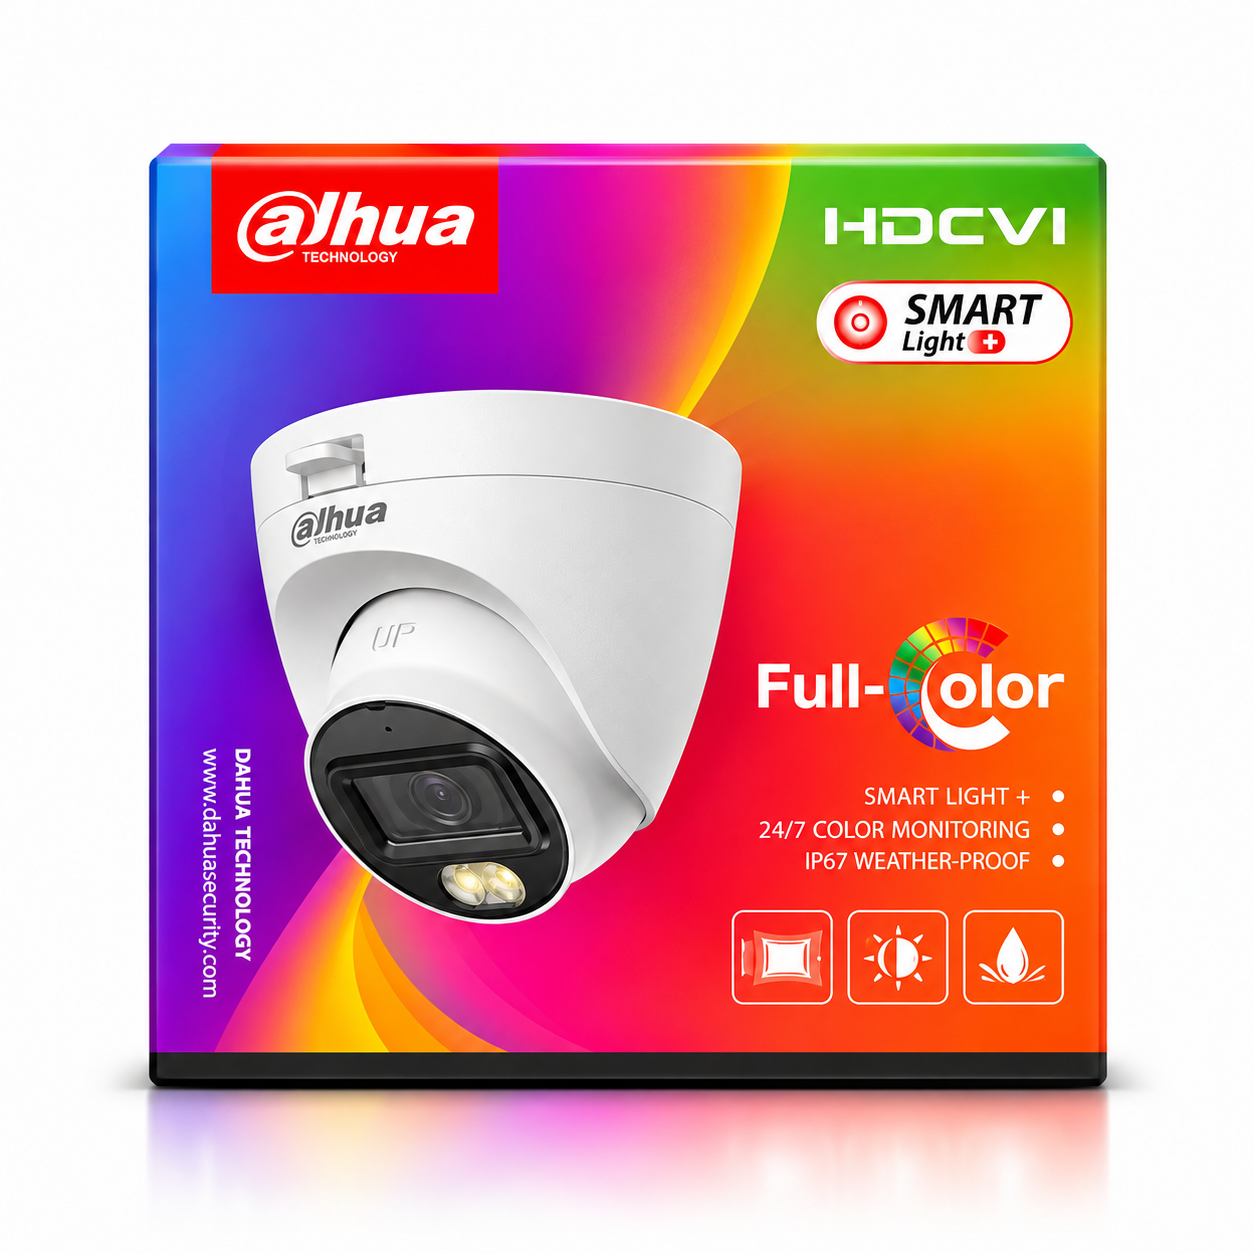 alhua
TECHNOLOGY
HDCVI
SMART
Light +
alhua
TECHNOLOGY
UP
Full-Color
SMART LIGHT +
24/7 COLOR MONITORING
IP67 WEATHER-PROOF
DAHUA TECHNOLOGY
www.dahuasecurity.com